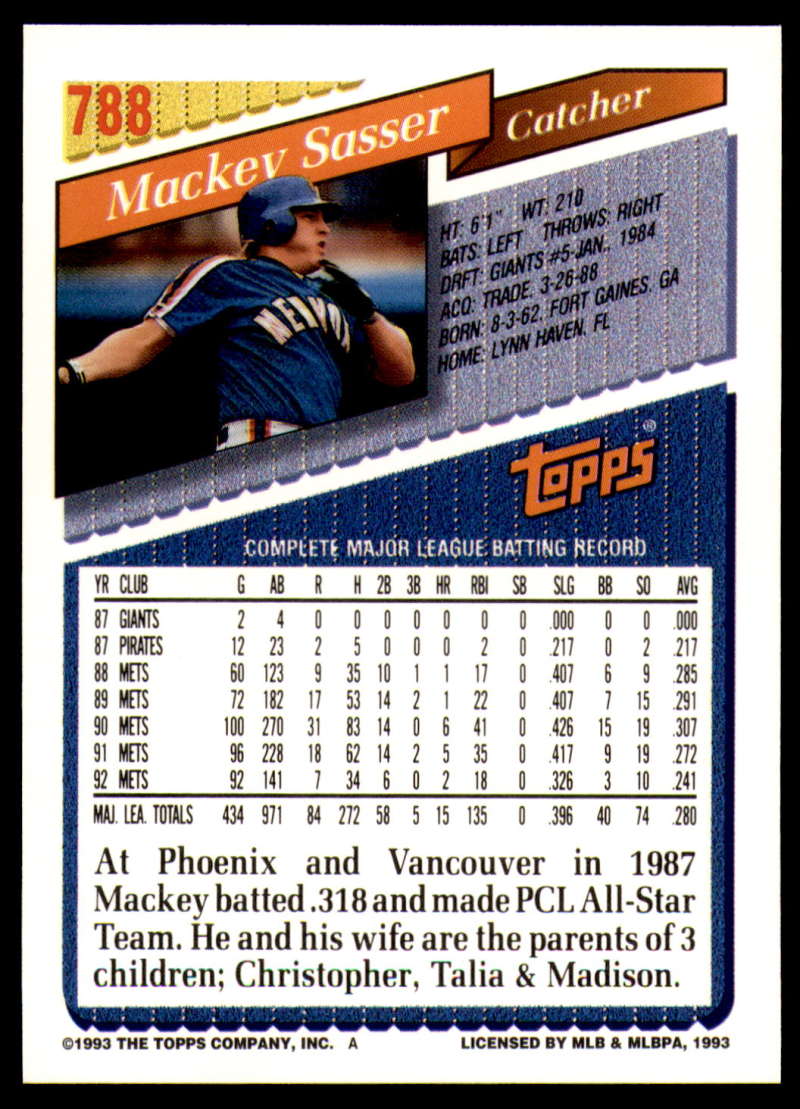 788
Mackey Sasser
Catcher
HT: 6'1" WT: 210
BATS: LEFT THROWS: RIGHT
DRFT: GIANTS #5-JAN., 1984
ACQ: TRADE, 3-26-88
BORN: 8-3-62, FORT GAINES, GA
HOME: LYNN HAVEN, FL
NEW YORK
topps®
COMPLETE MAJOR LEAGUE BATTING RECORD
YR CLUB G AB R H 2B 3B HR RBI SB SLG BB SO AVG
87 GIANTS 2 4 0 0 0 0 0 0 0 .000 0 0 .000
87 PIRATES 12 23 2 5 0 0 0 2 0 .217 0 2 .217
88 METS 60 123 9 35 10 1 1 17 0 .407 6 9 .285
89 METS 72 182 17 53 14 2 1 22 0 .407 7 15 .291
90 METS 100 270 31 83 14 0 6 41 0 .426 15 19 .307
91 METS 96 228 18 62 14 2 5 35 0 .417 9 19 .272
92 METS 92 141 7 34 6 0 2 18 0 .326 3 10 .241
MAJ. LEA. TOTALS 434 971 84 272 58 5 15 135 0 .396 40 74 .280
At Phoenix and Vancouver in 1987
Mackey batted .318 and made PCL All-Star
Team. He and his wife are the parents of 3
children; Christopher, Talia & Madison.
©1993 THE TOPPS COMPANY, INC. A
LICENSED BY MLB & MLBPA, 1993